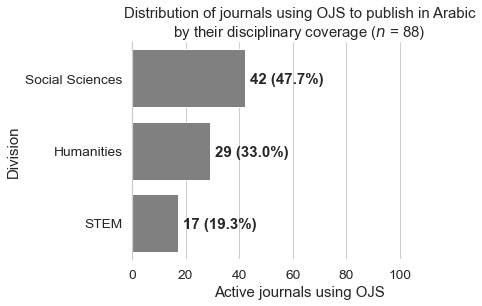 Distribution of journals using OJS to publish in Arabic
by their disciplinary coverage (n = 88)
Division
Social Sciences
42 (47.7%)
Humanities
29 (33.0%)
STEM
17 (19.3%)
0 20 40 60 80 100
Active journals using OJS